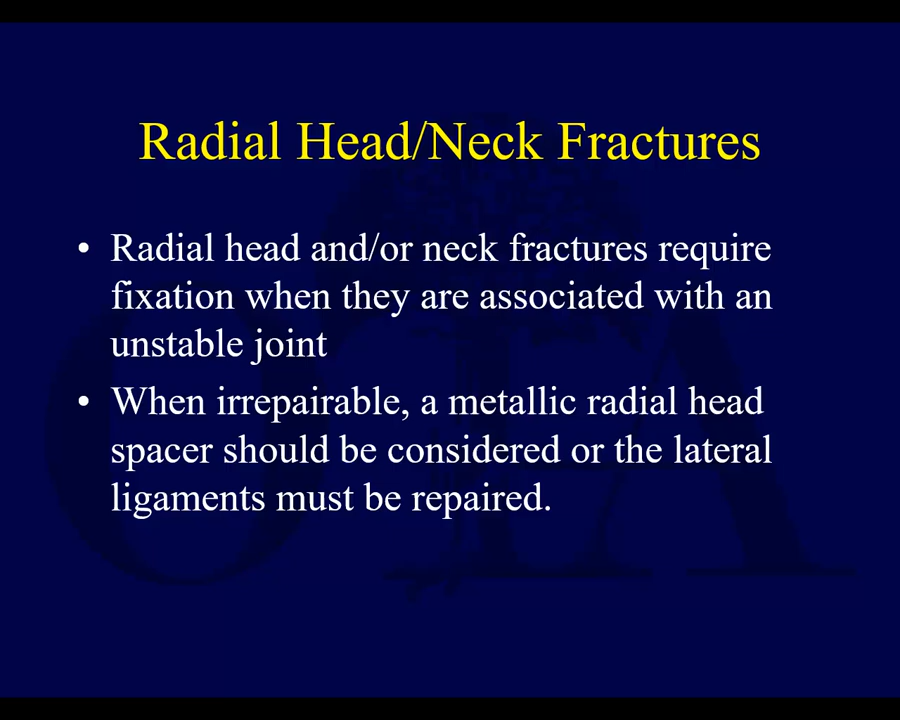 Radial Head/Neck Fractures
• Radial head and/or neck fractures require
fixation when they are associated with an
unstable joint
• When irrepairable, a metallic radial head
spacer should be considered or the lateral
ligaments must be repaired.
OTA